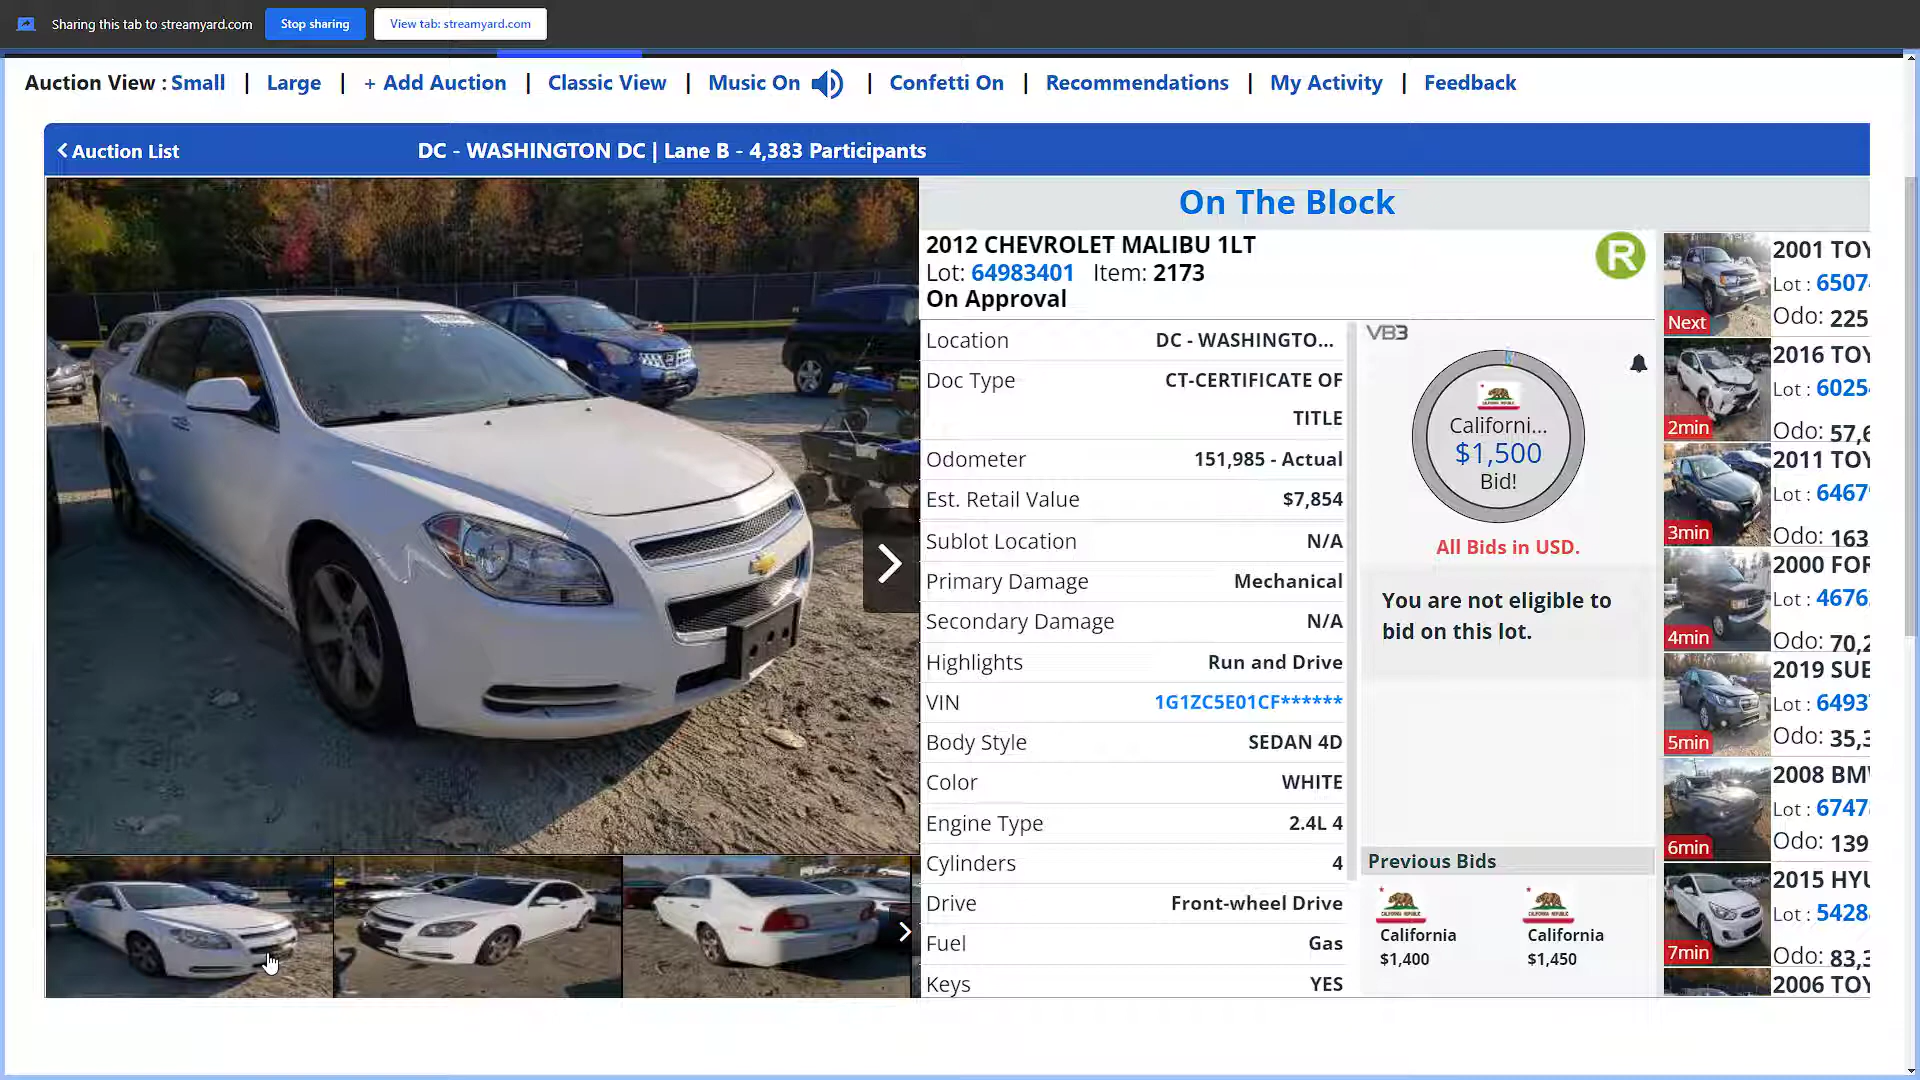 Sharing this tab to streamyard.com
Stop sharing
View tab: streamyard.com
Auction View : Small | Large | + Add Auction | Classic View | Music On | Confetti On | Recommendations | My Activity | Feedback
Auction List
DC - WASHINGTON DC | Lane B - 4,383 Participants
On The Block
2012 CHEVROLET MALIBU 1LT
Lot: 64983401 Item: 2173
On Approval
R
Location DC - WASHINGTO...
Doc Type CT-CERTIFICATE OF
TITLE
Odometer 151,985 - Actual
Est. Retail Value $7,854
Sublot Location N/A
Primary Damage Mechanical
Secondary Damage N/A
Highlights Run and Drive
VIN 1G1ZC5E01CF******
Body Style SEDAN 4D
Color WHITE
Engine Type 2.4L 4
Cylinders 4
Drive Front-wheel Drive
Fuel Gas
Keys YES
VB3
Californi...
$1,500
Bid!
All Bids in USD.
You are not eligible to
bid on this lot.
Previous Bids
California
$1,400
California
$1,450
2001 TOY
Lot : 6507
Odo: 225
Next
2016 TOY
Lot : 6025
Odo: 57,6
2min
2011 TOY
Lot : 6467
Odo: 163
3min
2000 FOR
Lot : 4676
Odo: 70,2
4min
2019 SUB
Lot : 6493
Odo: 35,3
5min
2008 BMW
Lot : 6747
Odo: 139
6min
2015 HYU
Lot : 5428
Odo: 83,3
7min
2006 TOY